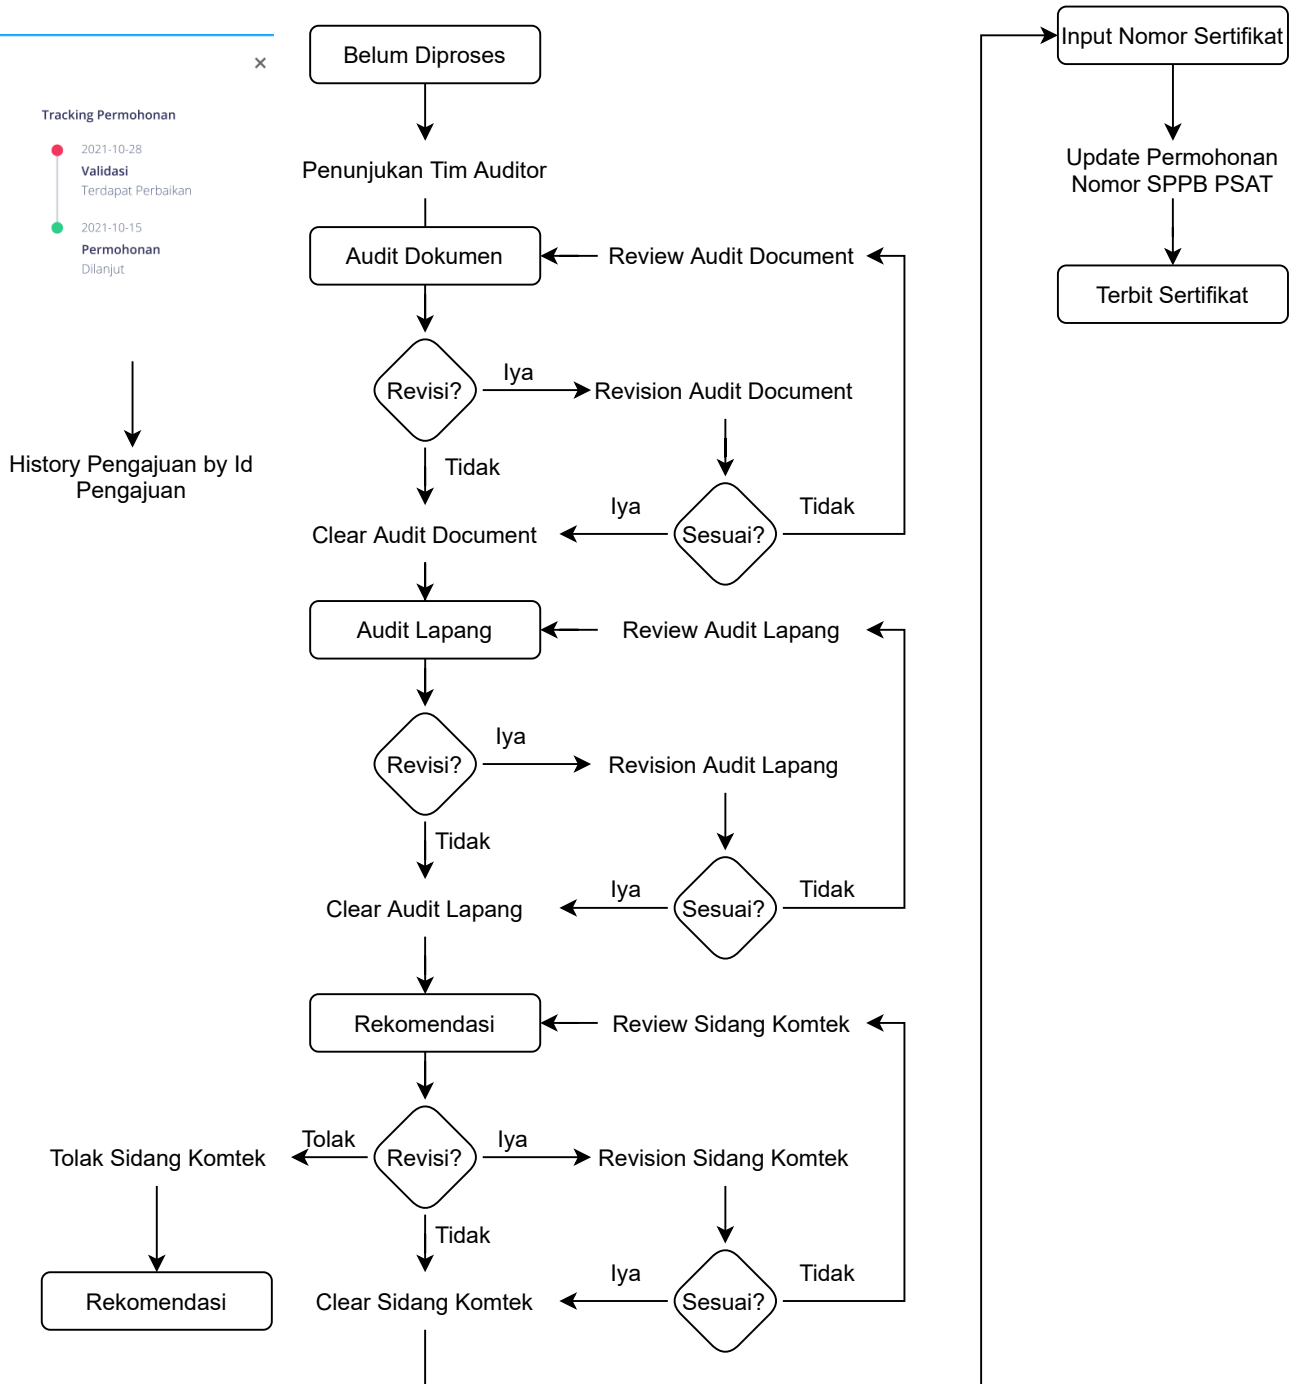 ×
Tracking Permohonan
2021-10-28
Validasi
Terdapat Perbaikan
2021-10-15
Permohonan
Dilanjut
History Pengajuan by Id
Pengajuan
Belum Diproses
Penunjukan Tim Auditor
Audit Dokumen
Review Audit Document
Revisi?
Iya
Revision Audit Document
Tidak
Iya
Sesuai?
Tidak
Clear Audit Document
Audit Lapang
Review Audit Lapang
Revisi?
Iya
Revision Audit Lapang
Tidak
Iya
Sesuai?
Tidak
Clear Audit Lapang
Rekomendasi
Review Sidang Komtek
Tolak Sidang Komtek
Tolak
Revisi?
Iya
Revision Sidang Komtek
Tidak
Rekomendasi
Clear Sidang Komtek
Iya
Sesuai?
Tidak
Input Nomor Sertifikat
Update Permohonan
Nomor SPPB PSAT
Terbit Sertifikat